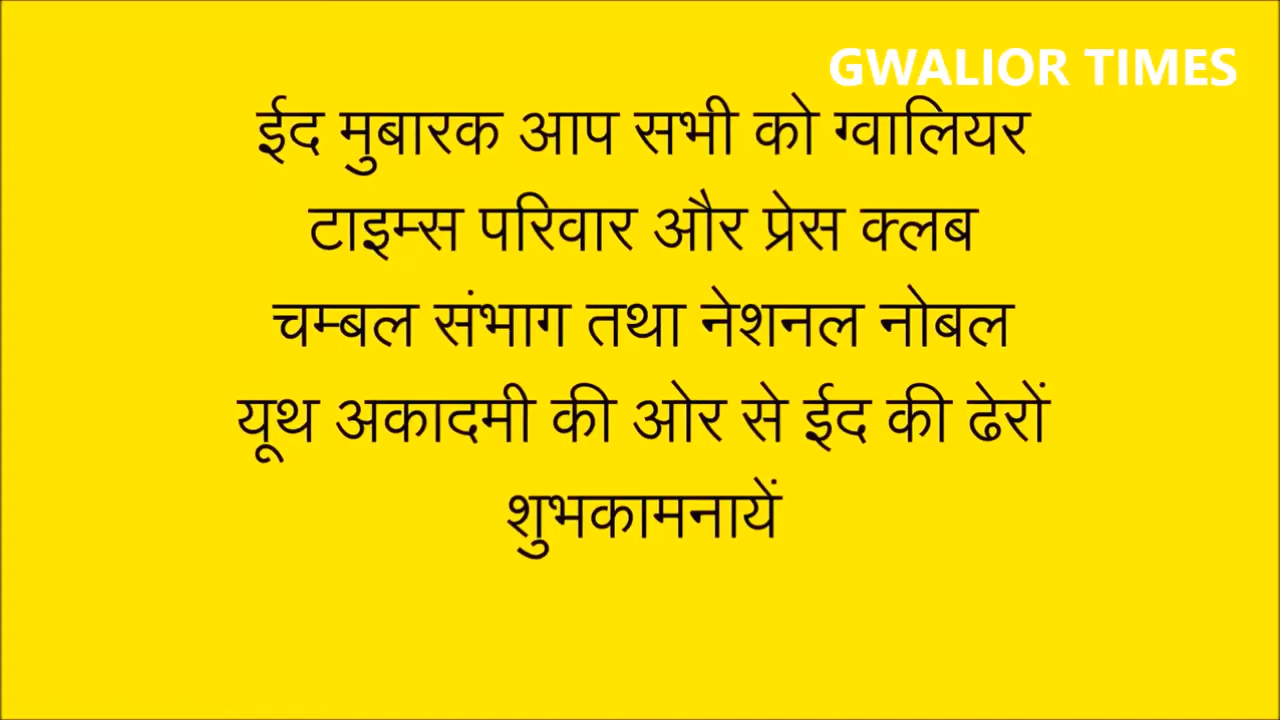 GWALIOR TIMES
ईद मुबारक आप सभी को ग्वालियर
टाइम्स परिवार और प्रेस क्लब
चम्बल संभाग तथा नेशनल नोबल
यूथ अकादमी की ओर से ईद की ढेरों
शुभकामनायें